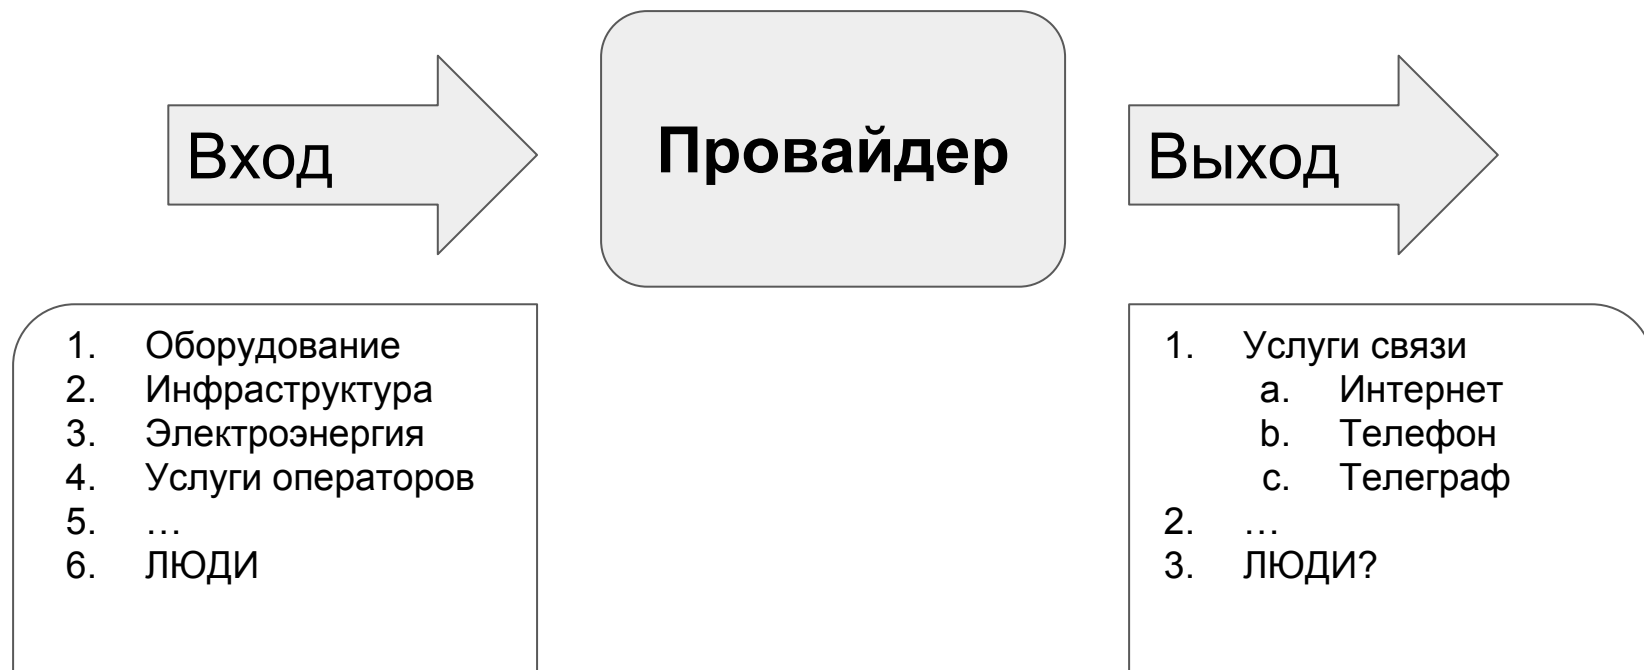 Вход
Провайдер
Выход
1. Оборудование
2. Инфраструктура
3. Электроэнергия
4. Услуги операторов
5. …
6. ЛЮДИ
1. Услуги связи
a. Интернет
b. Телефон
c. Телеграф
2. …
3. ЛЮДИ?